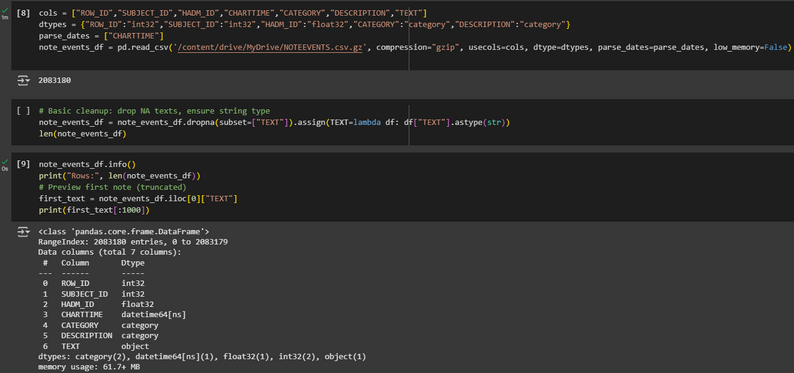 [8] cols = ["ROW_ID","SUBJECT_ID","HADM_ID","CHARTTIME","CATEGORY","DESCRIPTION","TEXT"]
1m
dtypes = {"ROW_ID":"int32","SUBJECT_ID":"int32","HADM_ID":"float32","CATEGORY":"category","DESCRIPTION":"category"}
parse_dates = ["CHARTTIME"]
note_events_df = pd.read_csv('/content/drive/MyDrive/NOTEEVENTS.csv.gz', compression="gzip", usecols=cols, dtype=dtypes, parse_dates=parse_dates, low_memory=False)
2083180
[ ] # Basic cleanup: drop NA texts, ensure string type
note_events_df = note_events_df.dropna(subset=["TEXT"]).assign(TEXT=lambda df: df["TEXT"].astype(str))
len(note_events_df)
[9] note_events_df.info()
0s
print("Rows:", len(note_events_df))
# Preview first note (truncated)
first_text = note_events_df.iloc[0]["TEXT"]
print(first_text[:1000])
<class 'pandas.core.frame.DataFrame'>
RangeIndex: 2083180 entries, 0 to 2083179
Data columns (total 7 columns):
# Column Dtype
--- ------ -----
0 ROW_ID int32
1 SUBJECT_ID int32
2 HADM_ID float32
3 CHARTTIME datetime64[ns]
4 CATEGORY category
5 DESCRIPTION category
6 TEXT object
dtypes: category(2), datetime64[ns](1), float32(1), int32(2), object(1)
memory usage: 61.7+ MB